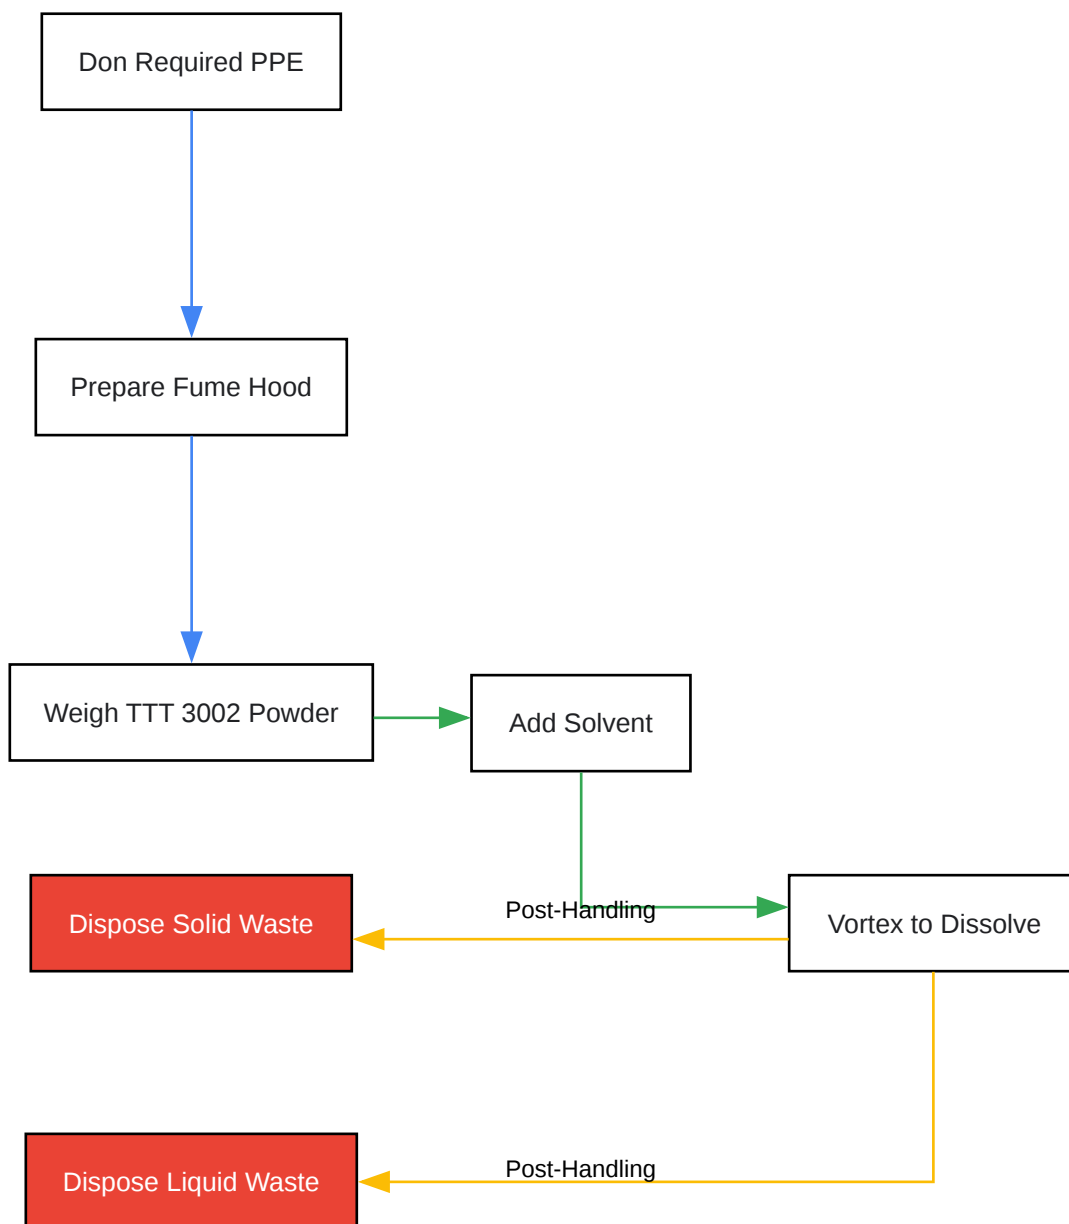 Don Required PPE
Prepare Fume Hood
Weigh TTT 3002 Powder
Add Solvent
Post-Handling
Dispose Solid Waste
Vortex to Dissolve
Post-Handling
Dispose Liquid Waste